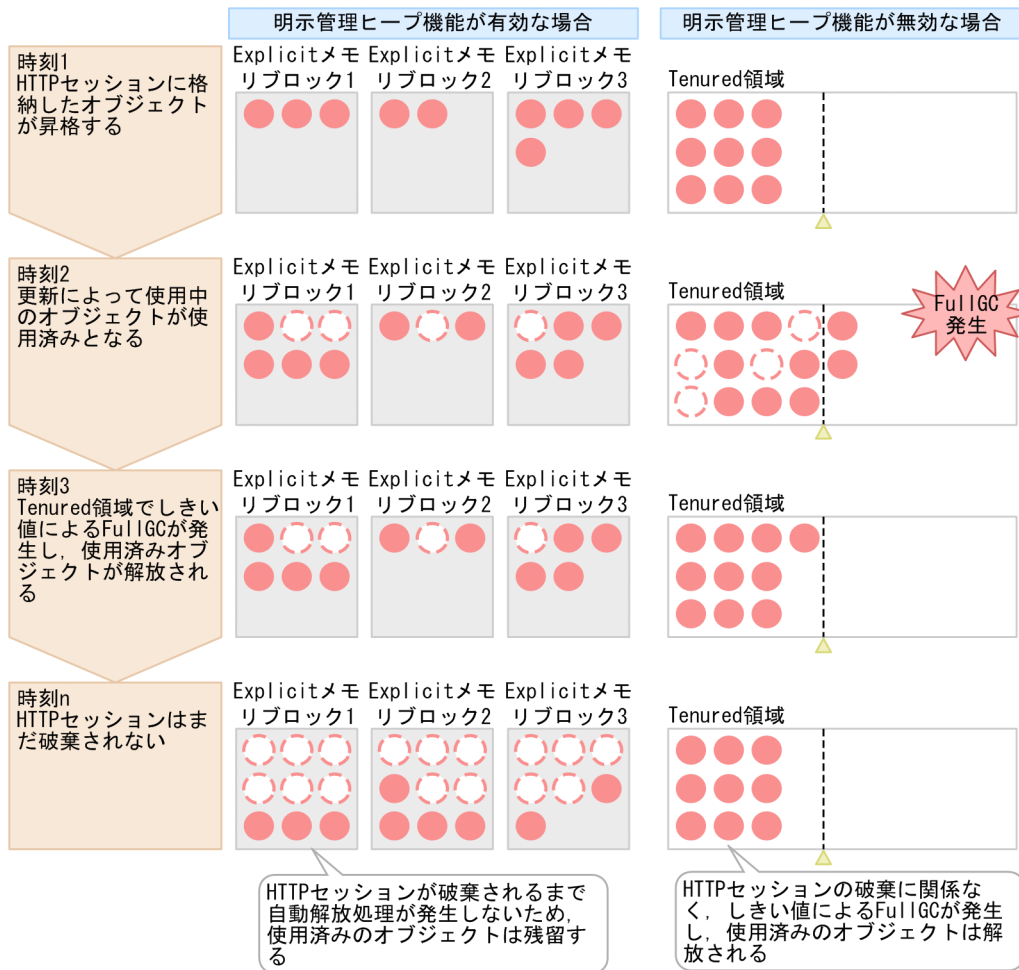 明示管理ヒープ機能が有効な場合
明示管理ヒープ機能が無効な場合
時刻1
HTTPセッションに格
納したオブジェクト
が昇格する
Explicitメモ
リブロック1
Explicitメモ
リブロック2
Explicitメモ
リブロック3
Tenured領域
時刻2
更新によって使用中
のオブジェクトが使
用済みとなる
Explicitメモ
リブロック1
Explicitメモ
リブロック2
Explicitメモ
リブロック3
Tenured領域
FullGC
発生
時刻3
Tenured領域でしきい
値によるFullGCが発
生し，使用済みオブ
ジェクトが解放され
る
Explicitメモ
リブロック1
Explicitメモ
リブロック2
Explicitメモ
リブロック3
Tenured領域
時刻n
HTTPセッションはま
だ破棄されない
Explicitメモ
リブロック1
Explicitメモ
リブロック2
Explicitメモ
リブロック3
Tenured領域
HTTPセッションが破棄されるまで
自動解放処理が発生しないため，
使用済みのオブジェクトは残留す
る
HTTPセッションの破棄に関係な
く，しきい値によるFullGCが発生
し，使用済みのオブジェクトは解
放される